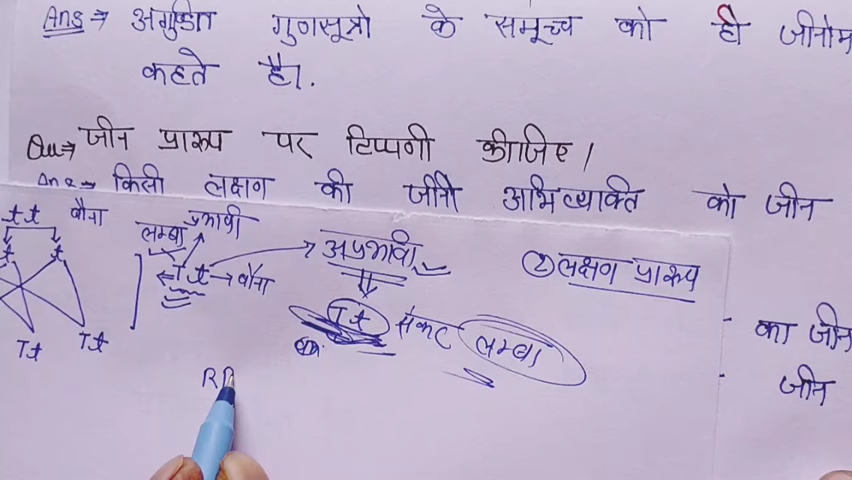 Ans ⇒ अगुणित गुणसूत्रो के समूच्च को ही जीनोम
कहते है।.
Qu ⇒ जीन प्रारूप पर टिप्पणी कीजिए।
Ans ⇒ किसी लक्षण की जीनी अभिव्यक्ति को जीन
tt बौना
लम्बा प्रभावी
अप्रभावी
② लक्षण प्रारूप
t t
Tt → बौना
Tt संकट लम्बा
का जीन
Tt Tt
जीन
RR